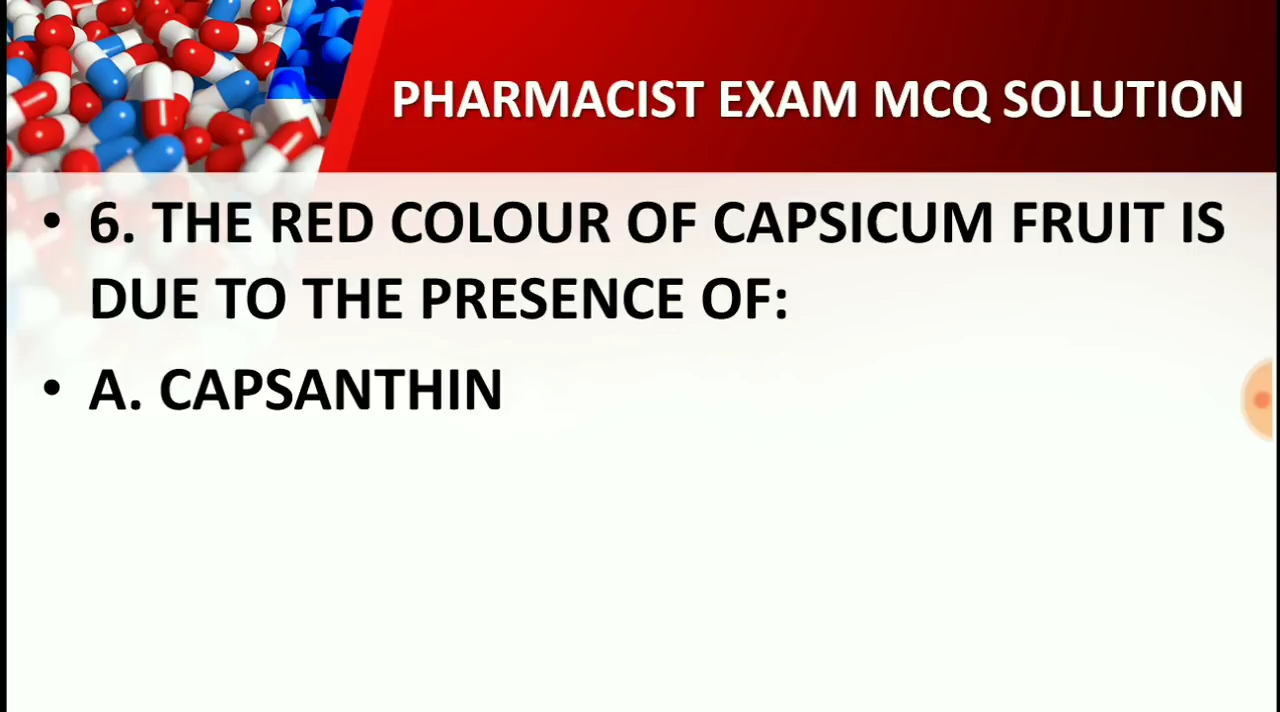 PHARMACIST EXAM MCQ SOLUTION
• 6. THE RED COLOUR OF CAPSICUM FRUIT IS
DUE TO THE PRESENCE OF:
• A. CAPSANTHIN